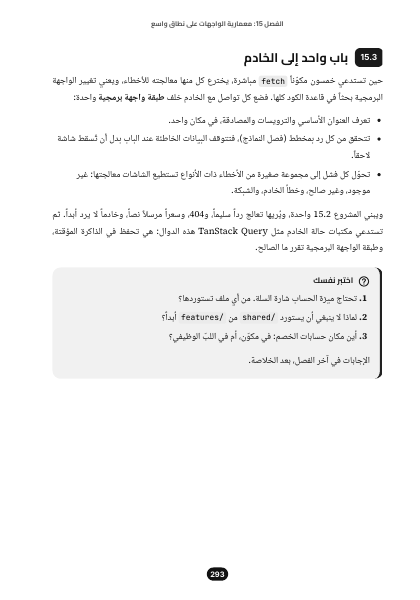 الفصل 15: معمارية الواجهات على نطاق واسع
15.3 باب واحد إلى الخادم
حين تستدعي خمسون مكوّناً fetch مباشرة، يخترع كل منها معالجته للأخطاء، ويعني تغيير الواجهة
البرمجية بحثاً في قاعدة الكود كلها. فضع كل تواصل مع الخادم خلف طبقة واجهة برمجية واحدة:
• تعرف العنوان الأساسي والترويسات والمصادقة، في مكان واحد.
• تتحقق من كل رد بمخطط (فصل النماذج)، فتتوقف البيانات الخاطئة عند الباب بدل أن تُسقط شاشة
لاحقاً.
• تحوّل كل فشل إلى مجموعة صغيرة من الأخطاء ذات الأنواع تستطيع الشاشات معالجتها: غير
موجود، وغير صالح، وخطأ الخادم، والشبكة.
ويبني المشروع 15.2 واحدة، ويُريها تعالج رداً سليماً، و404، وسعراً مرسلاً نصاً، وخادماً لا يرد أبداً. ثم
تستدعي مكتبات حالة الخادم مثل TanStack Query هذه الدوال: هي تحفظ في الذاكرة المؤقتة،
وطبقة الواجهة البرمجية تقرر ما الصالح.
اختبر نفسك
1. تحتاج ميزة الحساب شارة السلة. من أي ملف تستوردها؟
2. لماذا لا ينبغي أن يستورد shared/ من features/ أبداً؟
3. أين مكان حسابات الخصم: في مكوّن، أم في اللبّ الوظيفي؟
الإجابات في آخر الفصل، بعد الخلاصة.
293